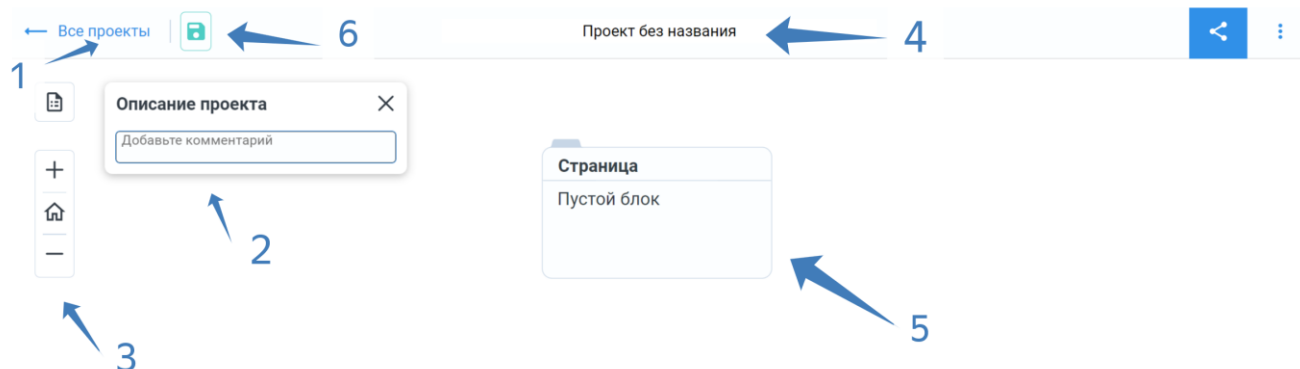 Все проекты
6
Проект без названия
4
1
Описание проекта
Добавьте комментарий
Страница
Пустой блок
2
5
3